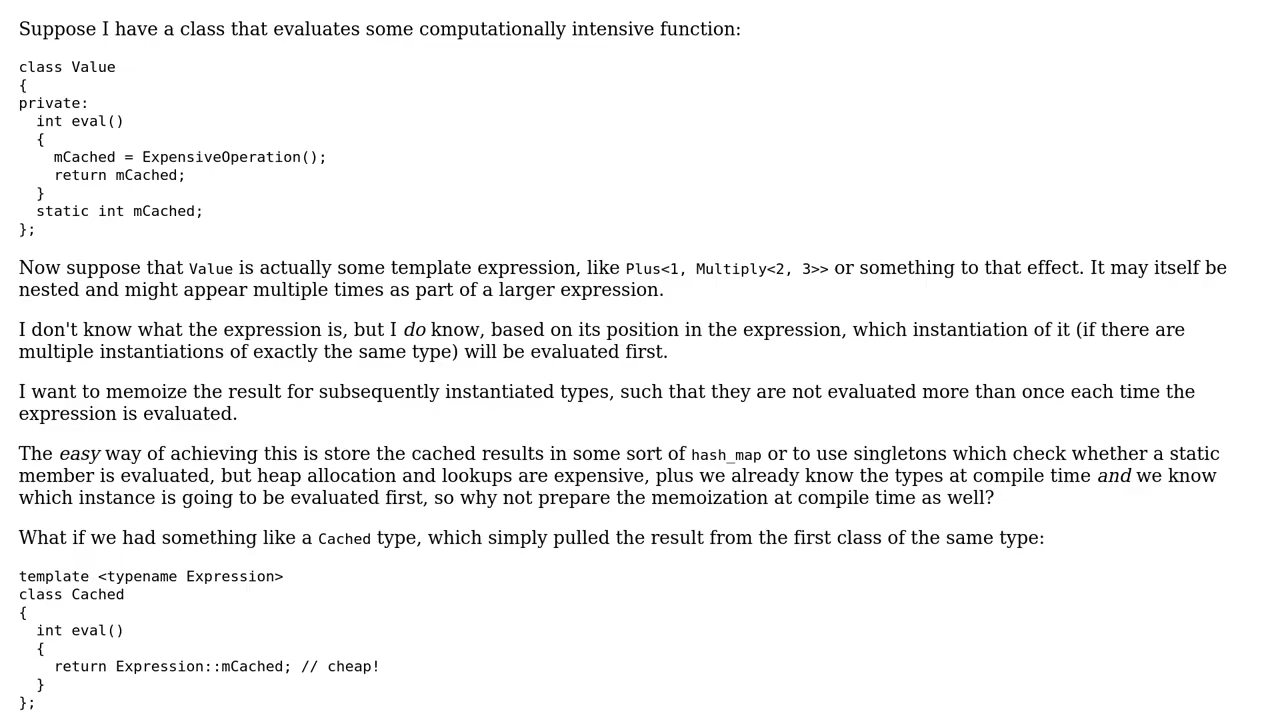 Suppose I have a class that evaluates some computationally intensive function:
class Value
{
private:
  int eval()
  {
    mCached = ExpensiveOperation();
    return mCached;
  }
  static int mCached;
};
Now suppose that Value is actually some template expression, like Plus<1, Multiply<2, 3>> or something to that effect. It may itself be
nested and might appear multiple times as part of a larger expression.
I don't know what the expression is, but I do know, based on its position in the expression, which instantiation of it (if there are
multiple instantiations of exactly the same type) will be evaluated first.
I want to memoize the result for subsequently instantiated types, such that they are not evaluated more than once each time the
expression is evaluated.
The easy way of achieving this is store the cached results in some sort of hash_map or to use singletons which check whether a static
member is evaluated, but heap allocation and lookups are expensive, plus we already know the types at compile time and we know
which instance is going to be evaluated first, so why not prepare the memoization at compile time as well?
What if we had something like a Cached type, which simply pulled the result from the first class of the same type:
template <typename Expression>
class Cached
{
  int eval()
  {
    return Expression::mCached; // cheap!
  }
};